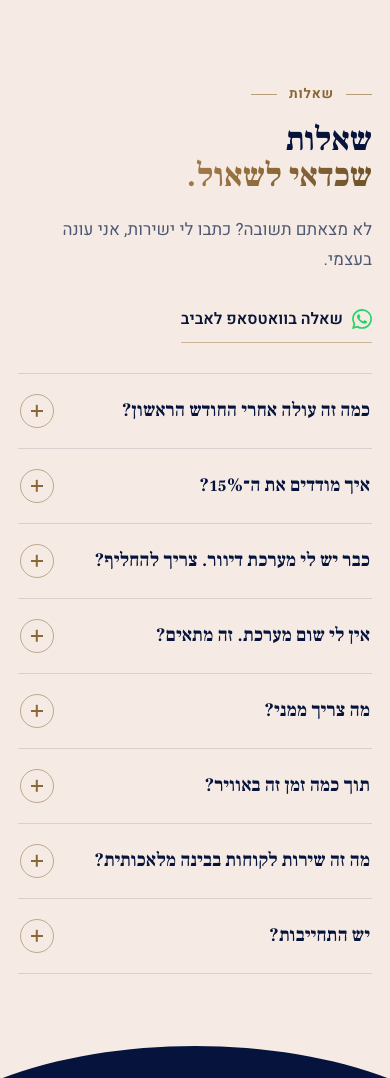 שאלות
שאלות
שכדאי לשאול.
לא מצאתם תשובה? כתבו לי ישירות, אני עונה
בעצמי.
שאלה בוואטסאפ לאביב
כמה זה עולה אחרי החודש הראשון?
איך מודדים את ה־15%?
כבר יש לי מערכת דיוור. צריך להחליף?
אין לי שום מערכת. זה מתאים?
מה צריך ממני?
תוך כמה זמן זה באוויר?
מה זה שירות לקוחות בבינה מלאכותית?
יש התחייבות?